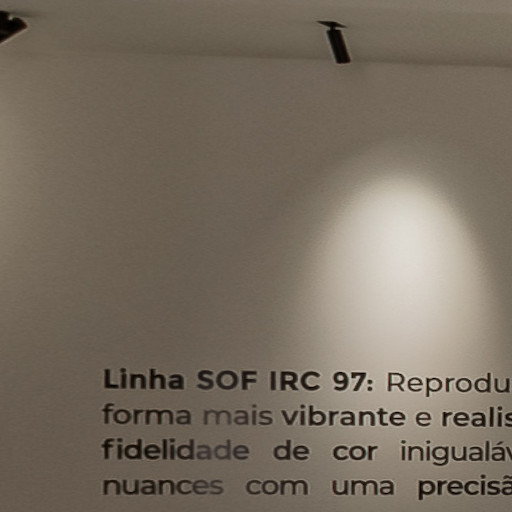 Linha SOF IRC 97: Reprodu
forma mais vibrante e realis
fidelidade de cor inigualáv
nuances com uma precisã